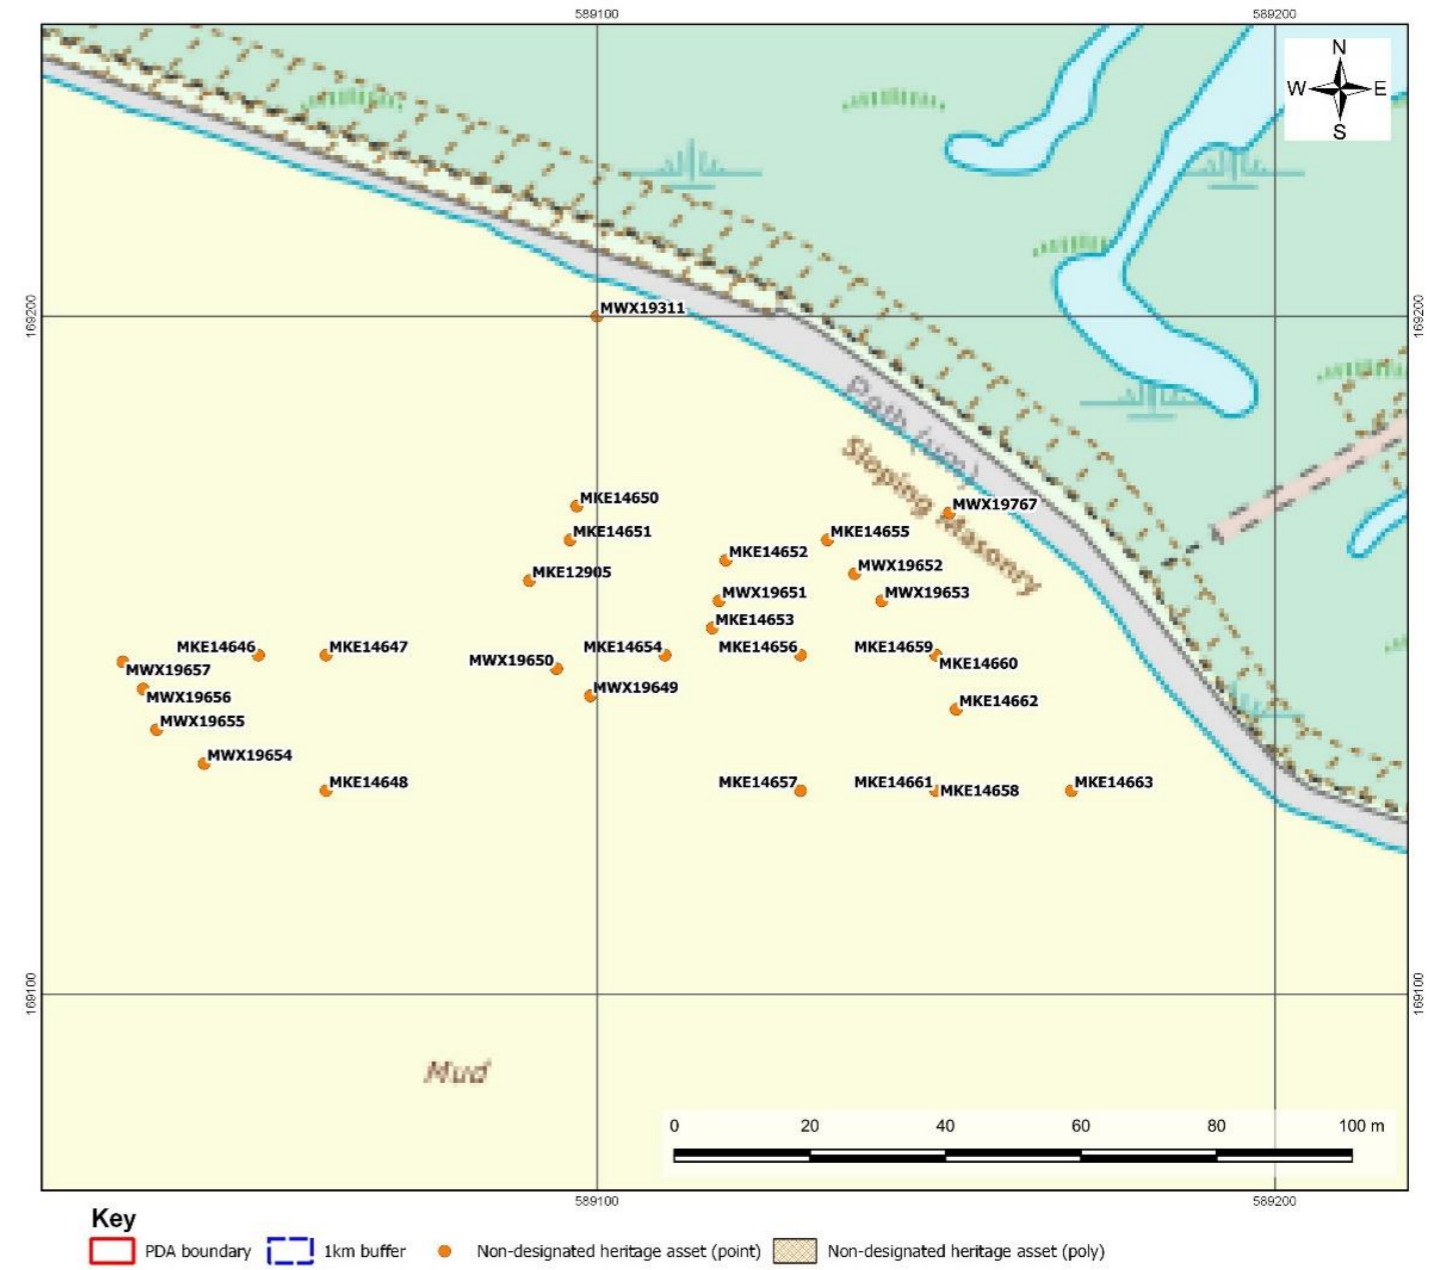 589100 589200
N
W E
S
169200 169200
MWX19311
Path (um)
Sloping Masonry
MKE14650
MWX19767
MKE14651
MKE14655
MKE14652
MKE12905
MWX19652
MWX19651
MWX19653
MKE14653
MKE14646 MKE14647 MKE14654 MKE14656 MKE14659
MWX19650
MKE14660
MWX19657
MWX19649
MWX19656
MKE14662
MWX19655
MWX19654
MKE14648 MKE14657 MKE14661 MKE14663
MKE14658
169100 169100
Mud
0 20 40 60 80 100 m
589100 589200
Key
PDA boundary 1km buffer Non-designated heritage asset (point) Non-designated heritage asset (poly)